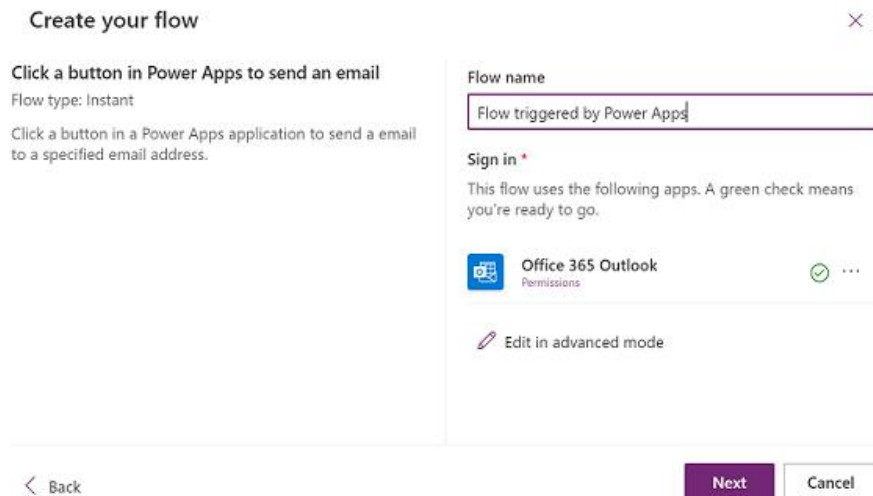 Create your flow
Click a button in Power Apps to send an email
Flow type: Instant
Click a button in a Power Apps application to send a email
to a specified email address.
Flow name
Flow triggered by Power Apps
Sign in *
This flow uses the following apps. A green check means
you're ready to go.
Office 365 Outlook
Permissions
Edit in advanced mode
Back
Next
Cancel